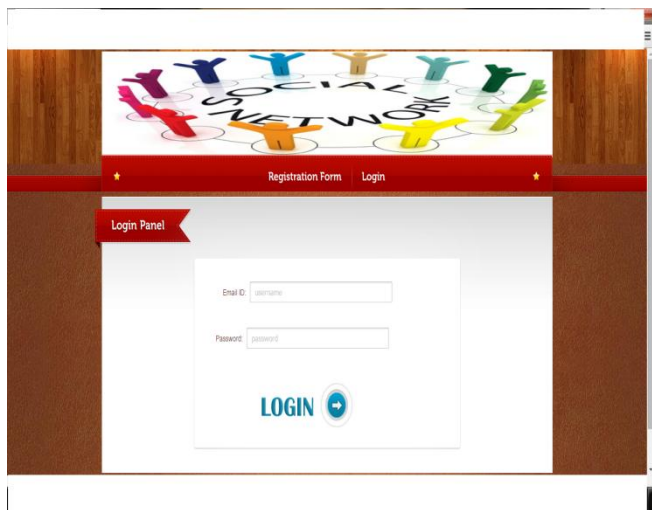 SOCIAL
NETWORK
Registration Form Login
Login Panel
Email ID: username
Password: password
LOGIN